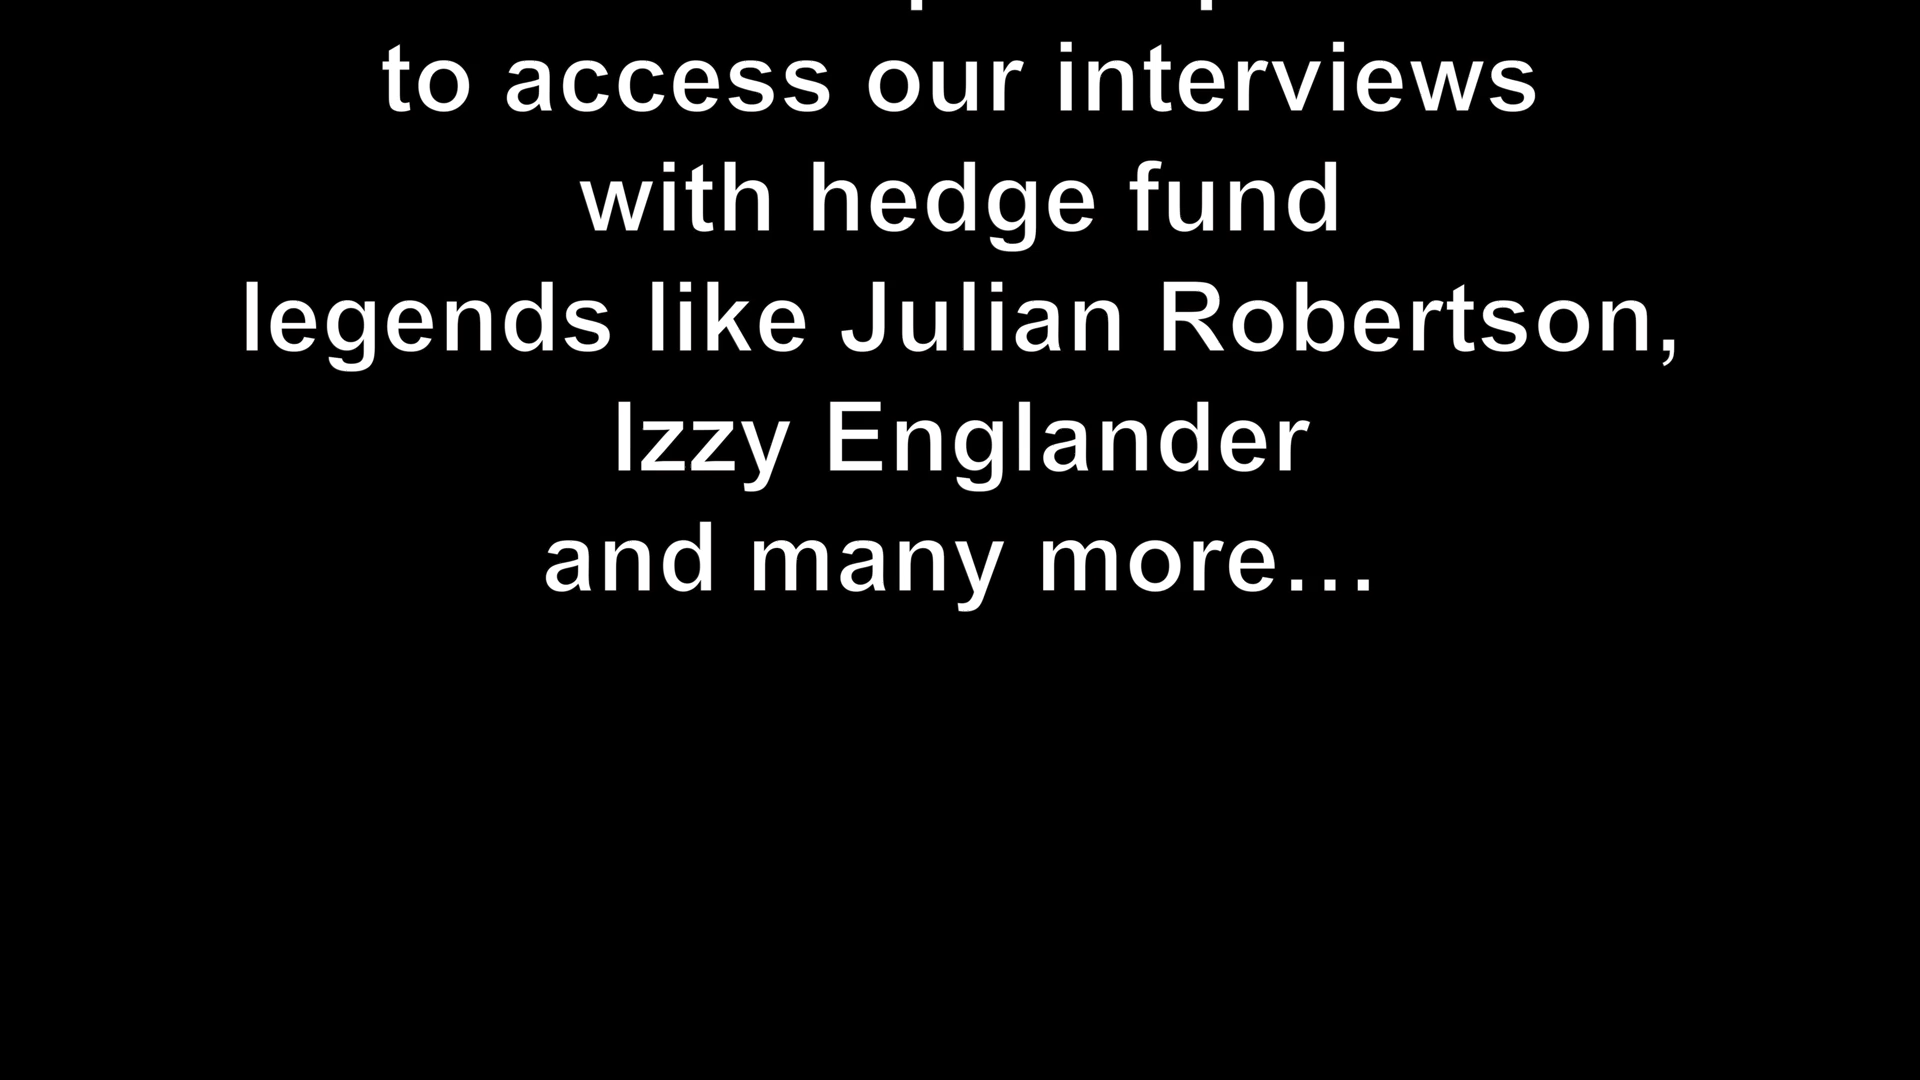 to access our interviews
with hedge fund
legends like Julian Robertson,
Izzy Englander
and many more...